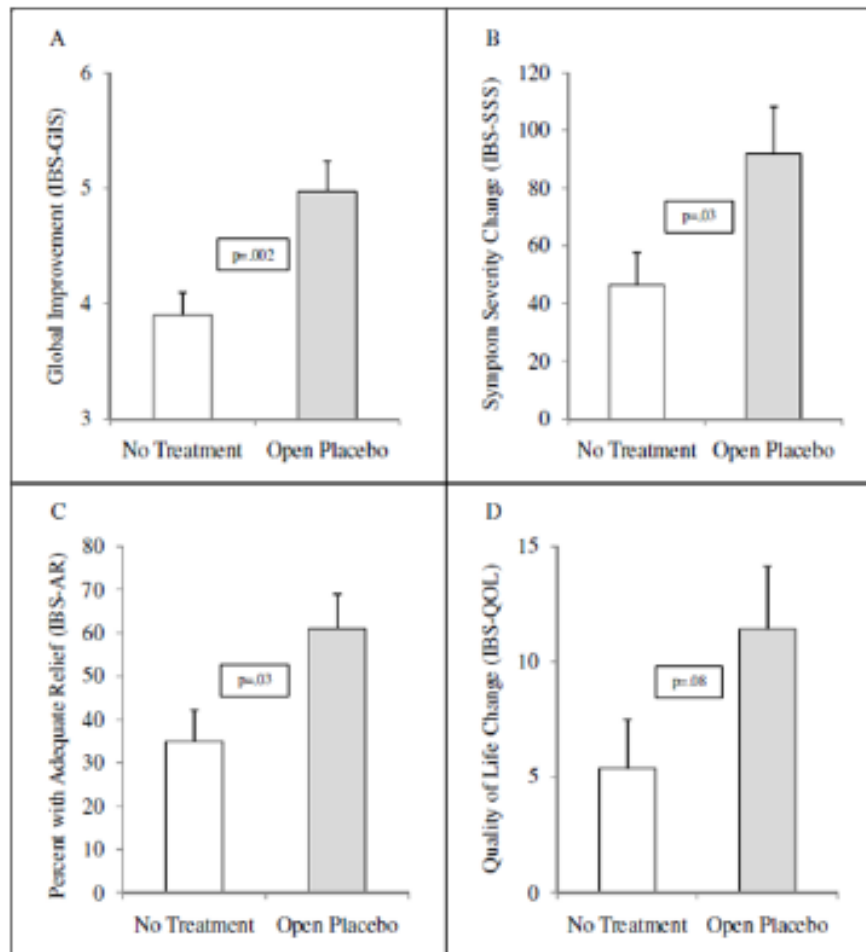 A
Global Improvement (IBS-GIS)
6
5
4
3
p=.002
No Treatment Open Placebo
B
Symptom Severity Change (IBS-SSS)
120
100
80
60
40
20
0
p=.03
No Treatment Open Placebo
C
Percent with Adequate Relief (IBS-AR)
80
70
60
50
40
30
20
10
0
p=.03
No Treatment Open Placebo
D
Quality of Life Change (IBS-QOL)
15
10
5
0
p=.08
No Treatment Open Placebo